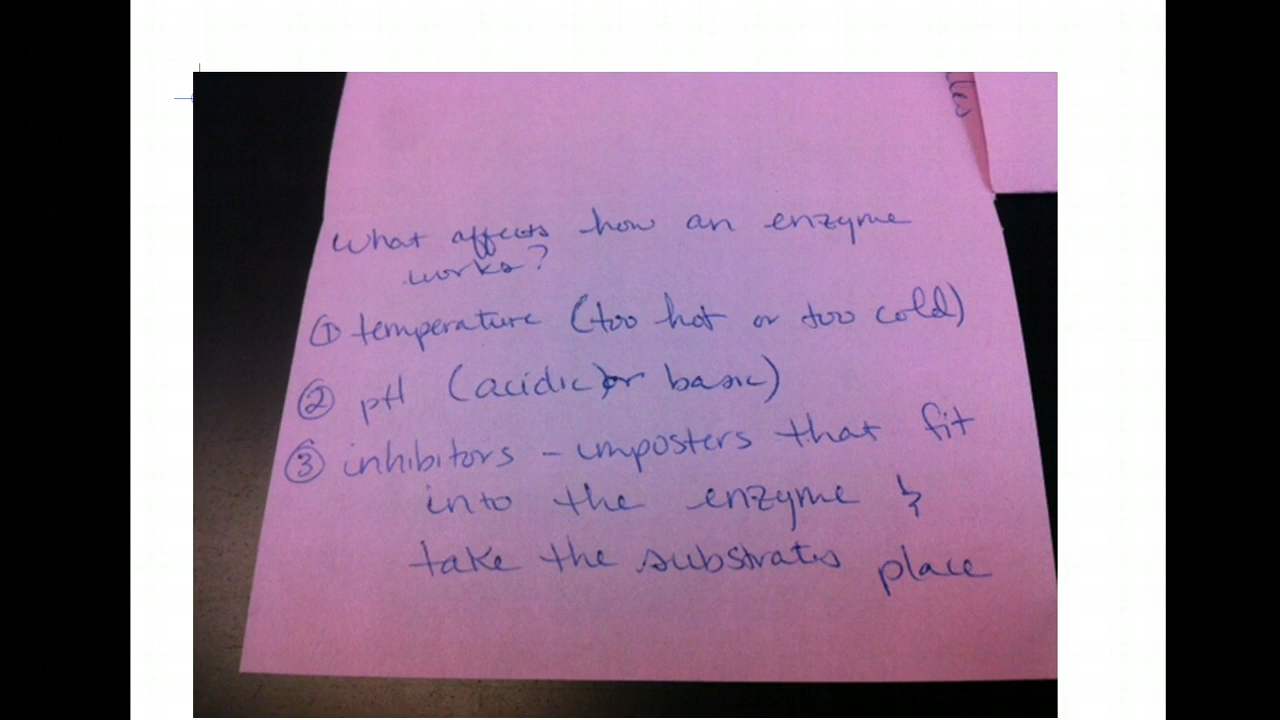 What affects how an enzyme
works?
① temperature (too hot or too cold)
② pH (acidic) or basic)
③ inhibitors - imposters that fit
into the enzyme &
take the substrates place